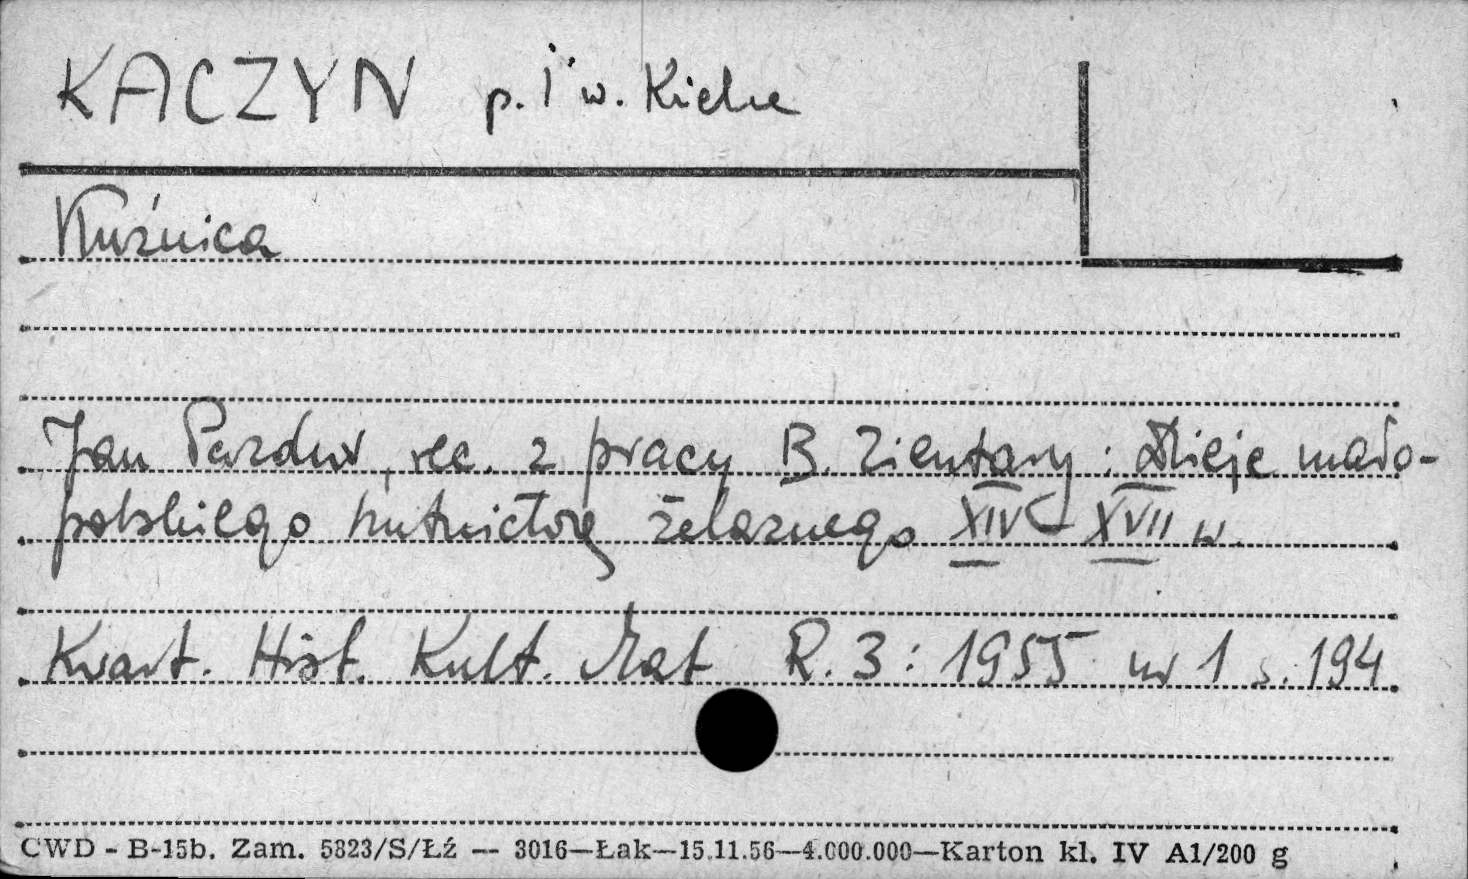 KACZYN p. i w. Kielce
Kuźnica
Jan Pazdur, rec. z pracy B. Zientary: Dzieje mało-
polskiego hutnictwa żelaznego XIV–XVII w.
Kwart. Hist. Kult. Mat R. 3: 1955 nr 1 s. 194
CWD - B-15b. Zam. 5823/S/Łź — 3016—Łak—15.11.56—4.000.000—Karton kl. IV A1/200 g